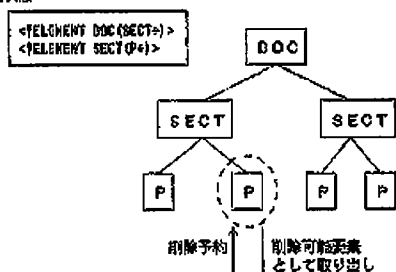 <!ELEMENT DOC(SECT+)>
<!ELEMENT SECT(P+)>
DOC
SECT
SECT
P
P
P
P
削除予約
削除可能要素
として取り出し